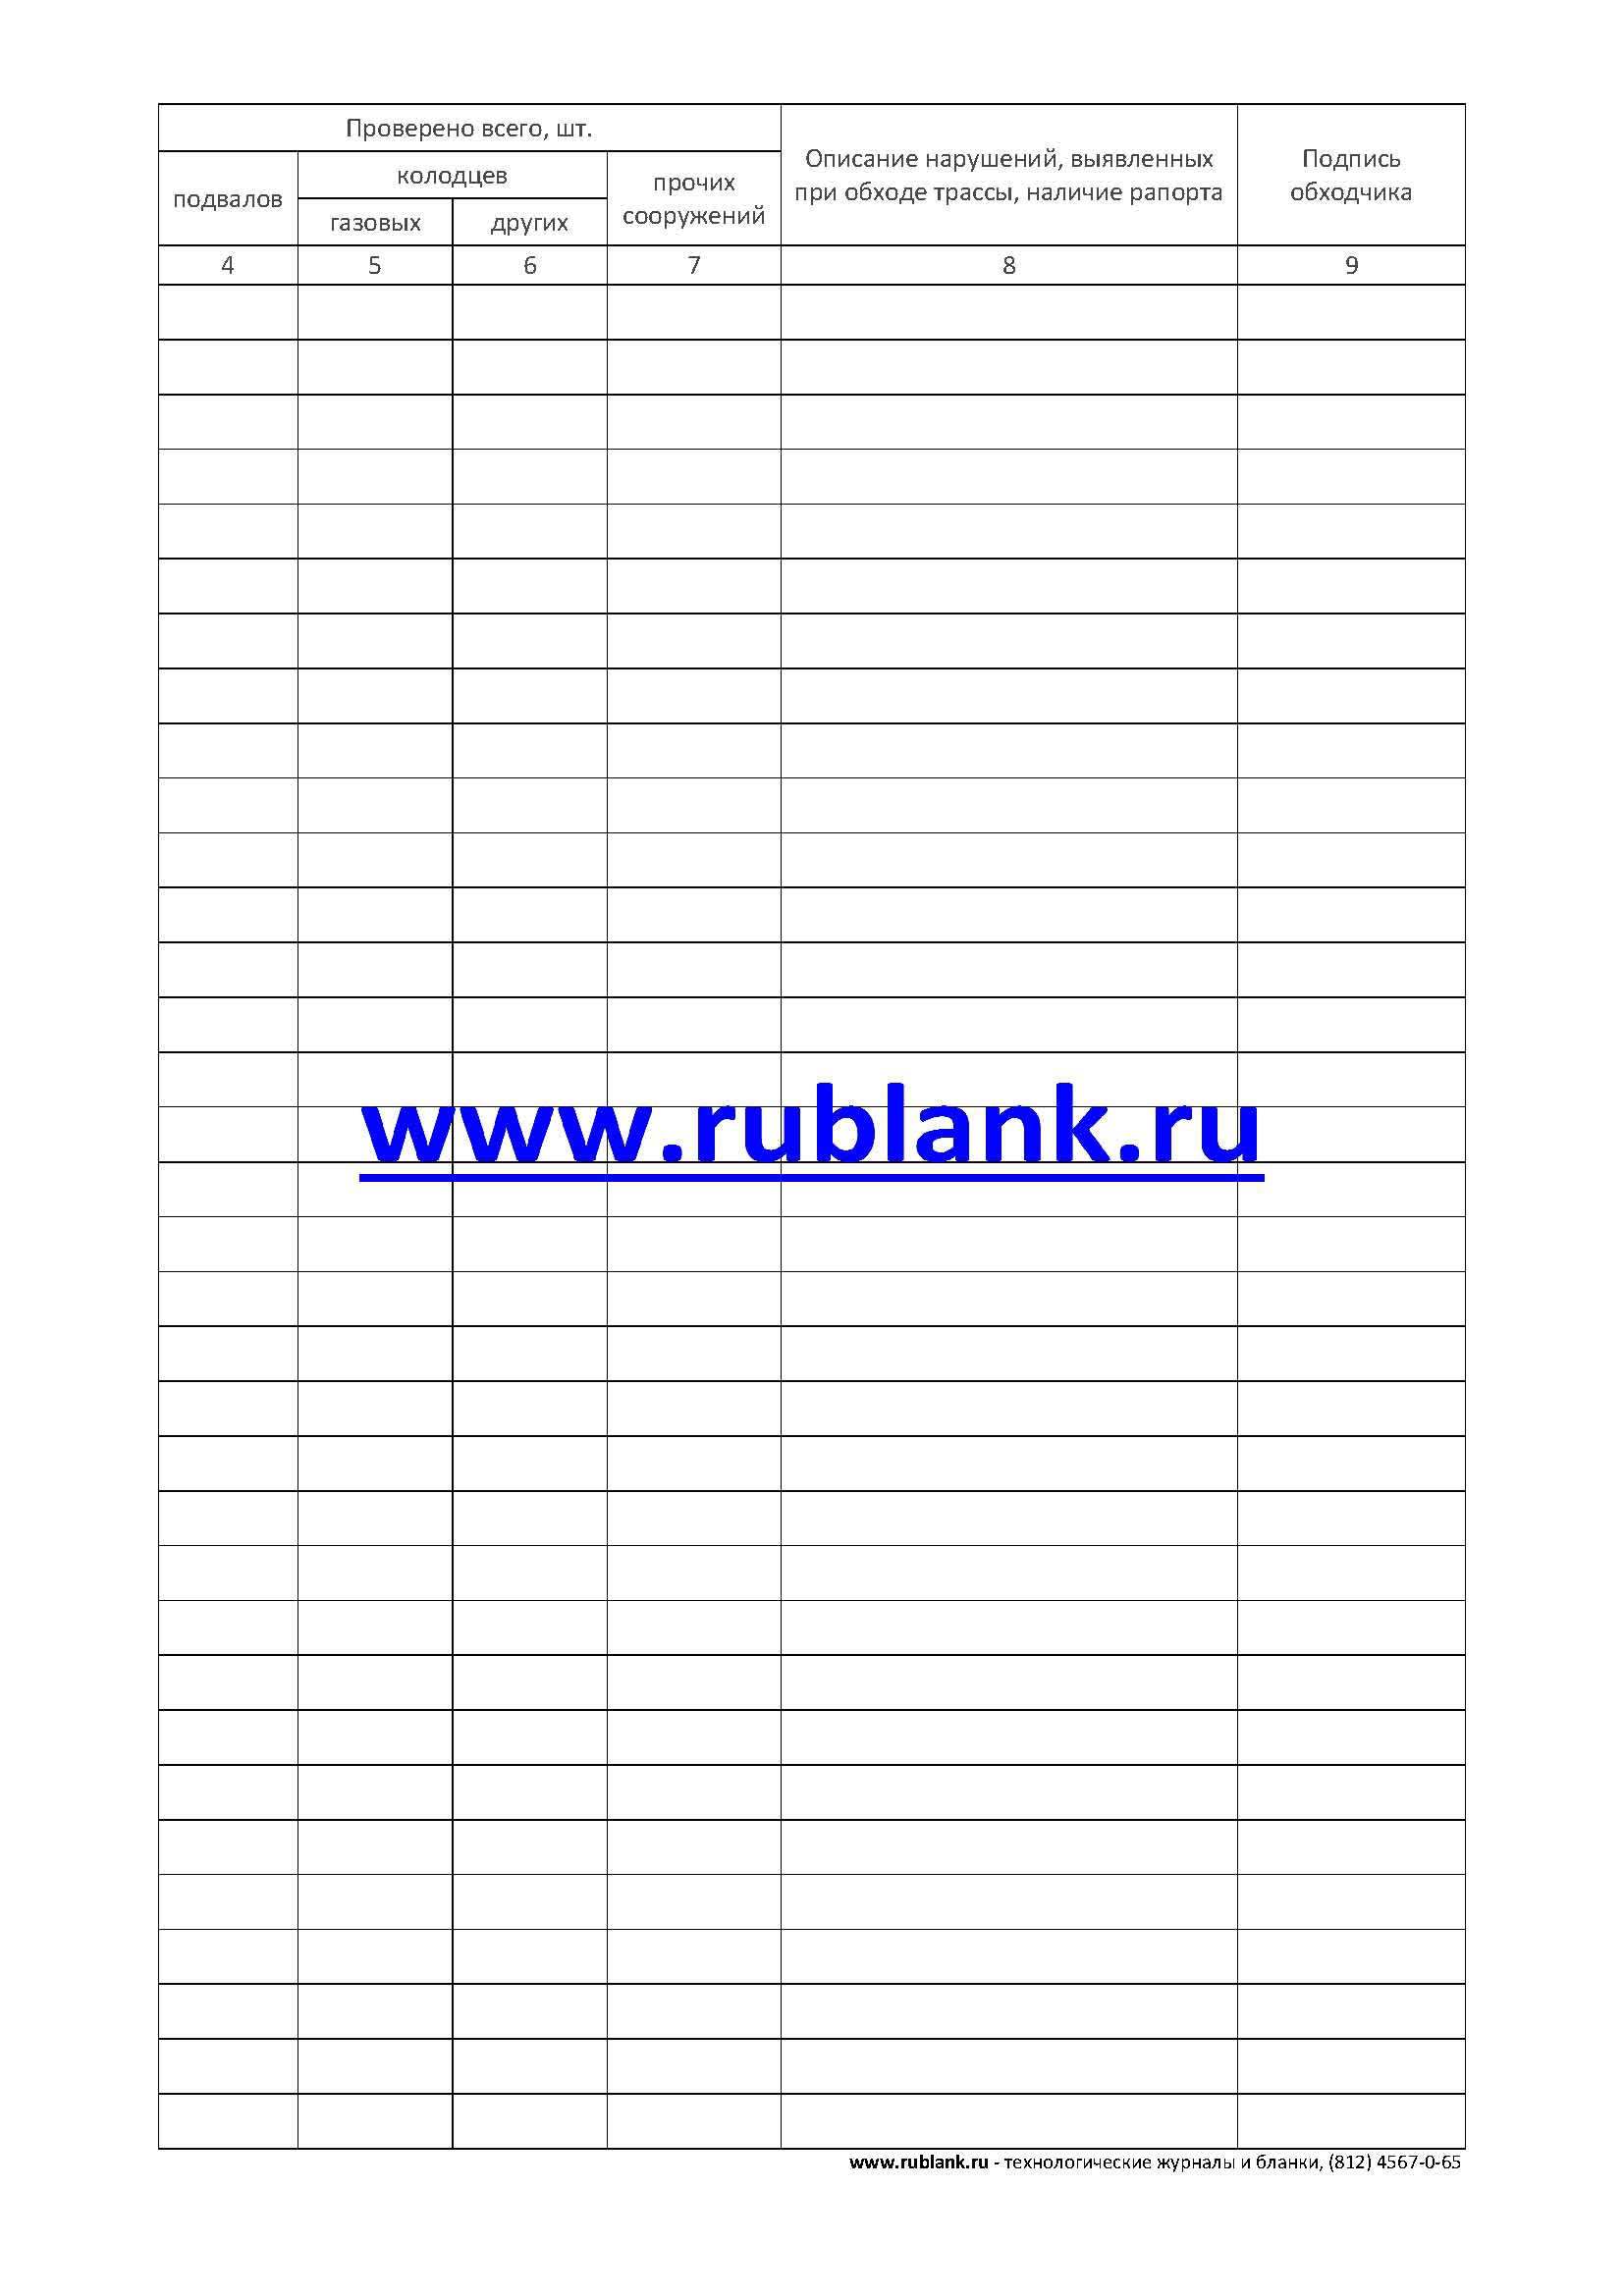 Проверено всего, шт.
подвалов
колодцев
газовых
других
прочих
сооружений
Описание нарушений, выявленных
при обходе трассы, наличие рапорта
Подпись
обходчика
4 5 6 7 8 9
www.rublank.ru
www.rublank.ru - технологические журналы и бланки, (812) 4567-0-65